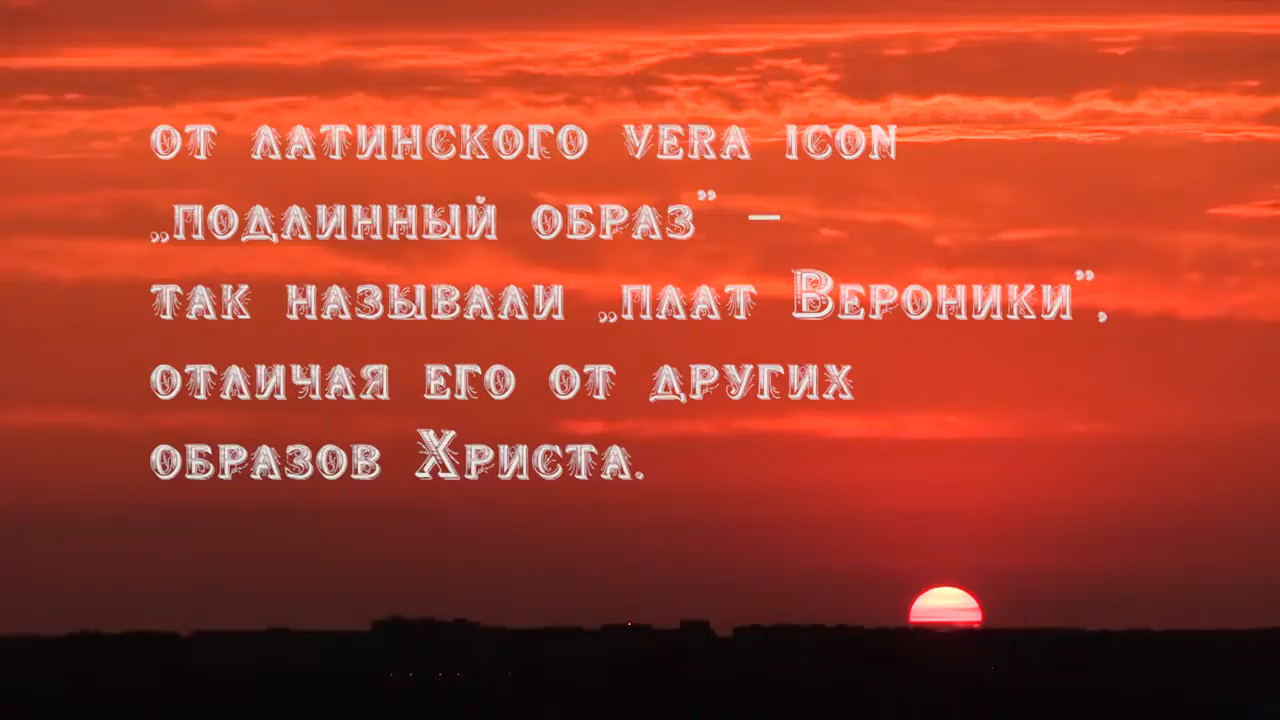 от латинского vera icon
„подлинный образ” –
так называли „плат Вероники”,
отличая его от других
образов Христа.